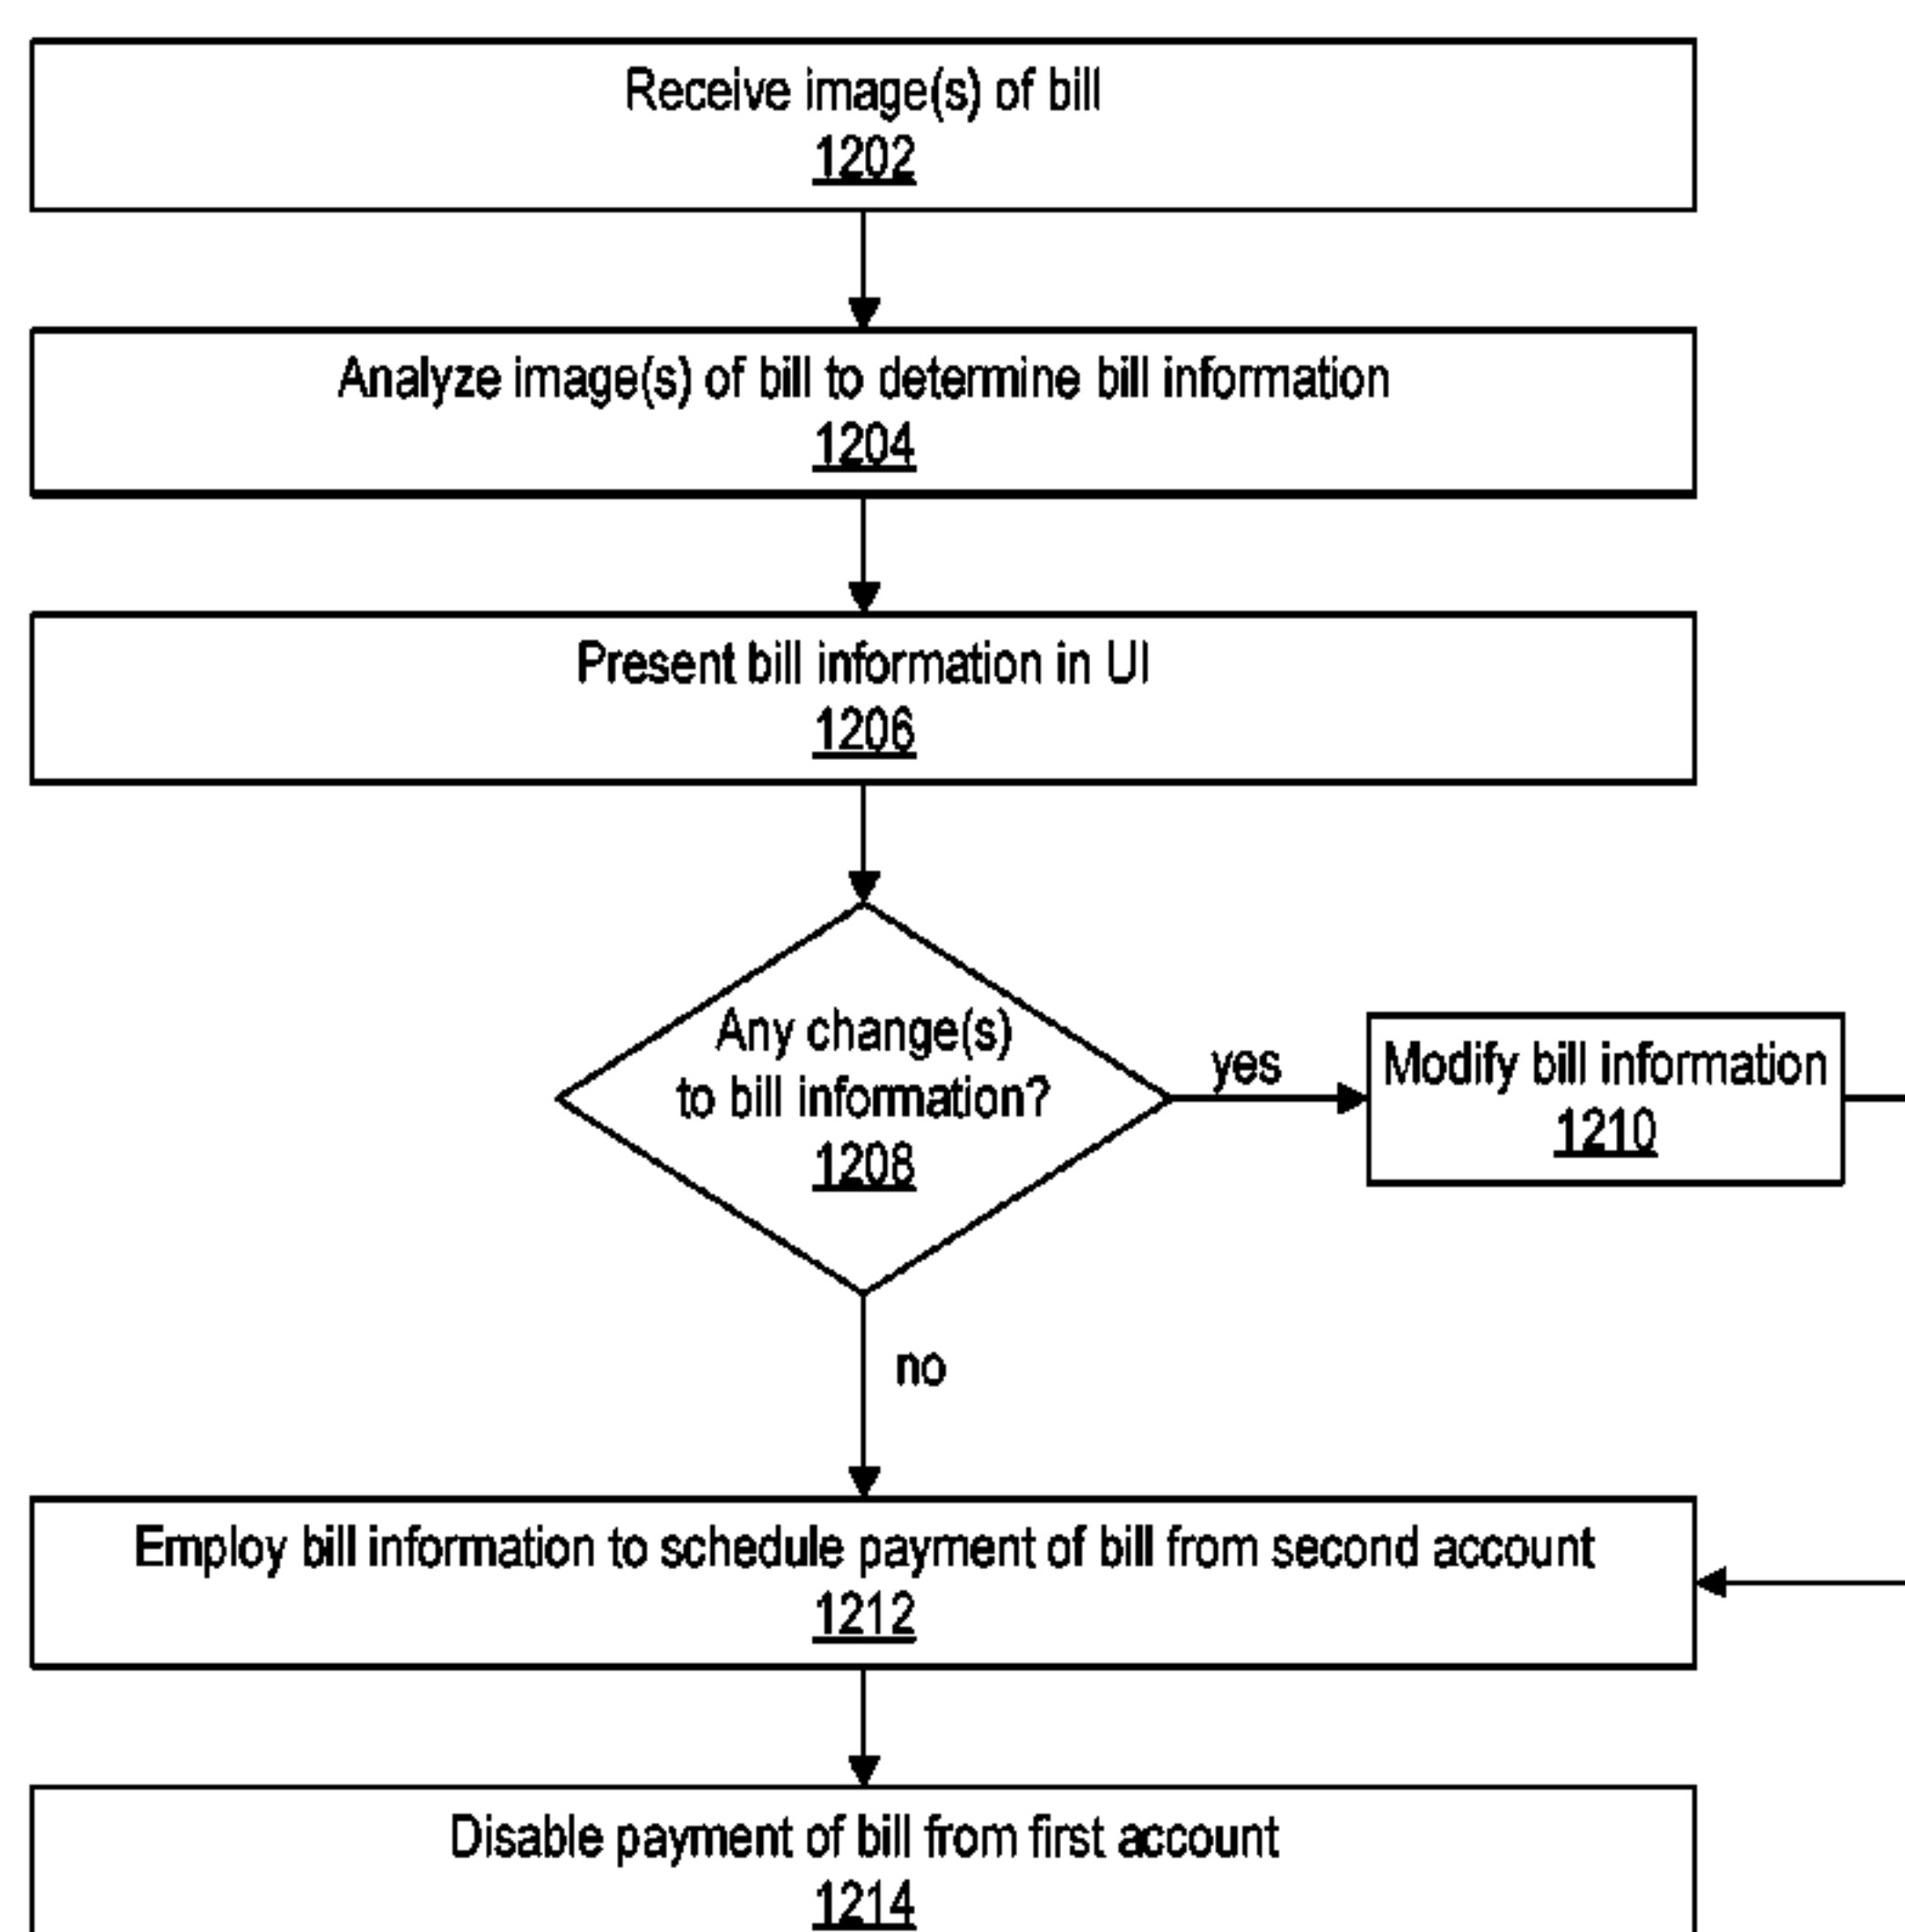 Receive image(s) of bill
1202
Analyze image(s) of bill to determine bill information
1204
Present bill information in UI
1206
Any change(s)
to bill information?
1208
yes
Modify bill information
1210
no
Employ bill information to schedule payment of bill from second account
1212
Disable payment of bill from first account
1214